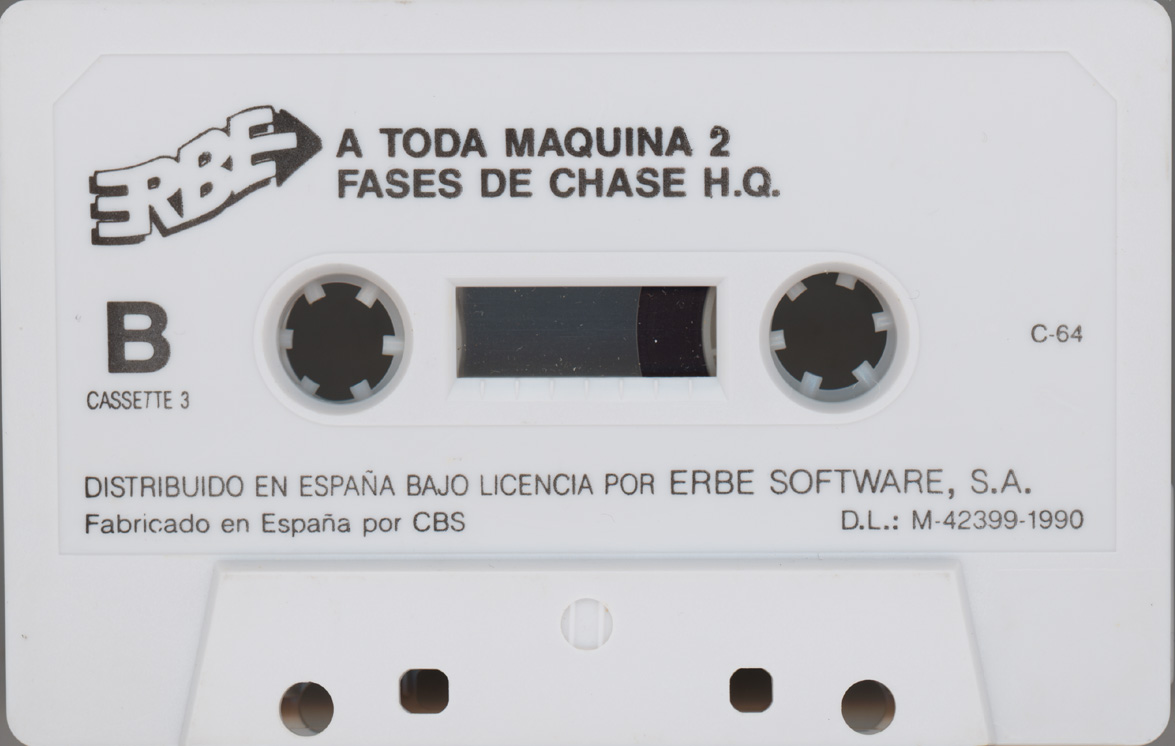 ERBE
A TODA MAQUINA 2
FASES DE CHASE H.Q.
B
CASSETTE 3
C-64
DISTRIBUIDO EN ESPAÑA BAJO LICENCIA POR ERBE SOFTWARE, S.A.
Fabricado en España por CBS
D.L.: M-42399-1990